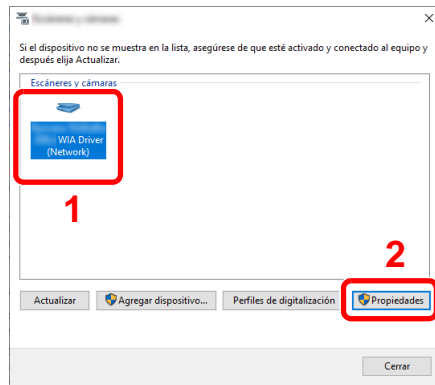 Si el dispositivo no se muestra en la lista, asegúrese de que esté activado y conectado al equipo y
después elija Actualizar.
Escáneres y cámaras
WIA Driver
(Network)
1
2
Actualizar
Agregar dispositivo...
Perfiles de digitalización
Propiedades
Cerrar